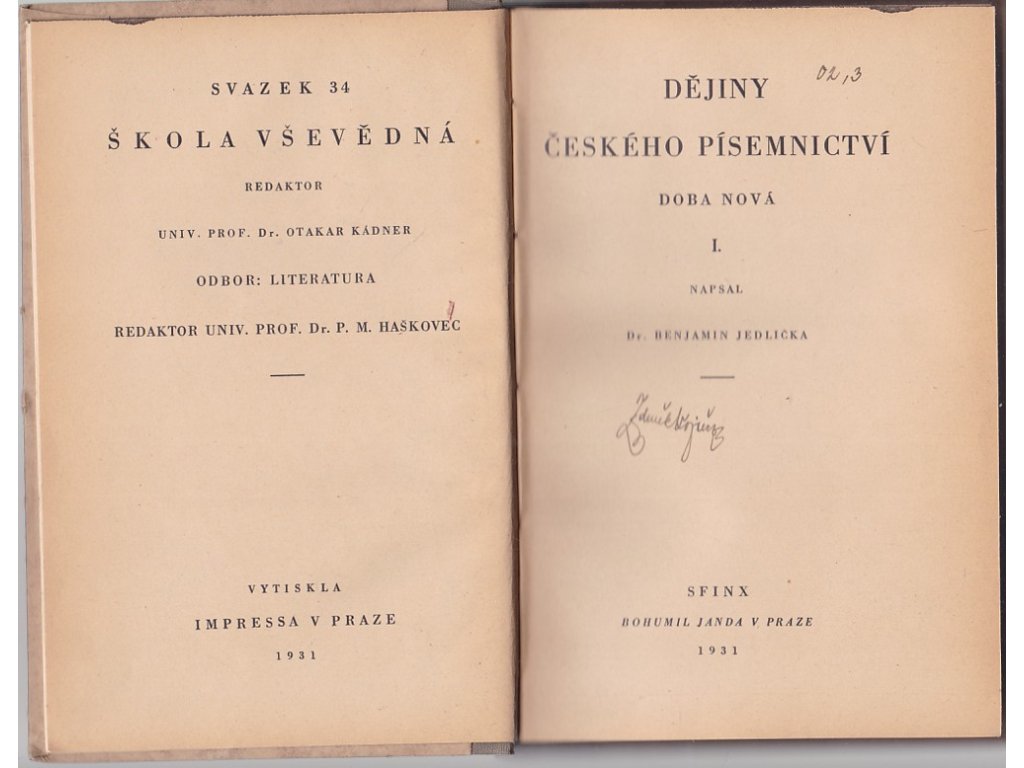 SVAZEK 34
ŠKOLA VŠEVĚDNÁ
REDAKTOR
UNIV. PROF. Dr. OTAKAR KÁDNER
ODBOR: LITERATURA
REDAKTOR UNIV. PROF. Dr. P. M. HAŠKOVEC
VYTISKLA
IMPRESSA V PRAZE
1931
02,3
DĚJINY
ČESKÉHO PÍSEMNICTVÍ
DOBA NOVÁ
I.
NAPSAL
Dr. BENJAMIN JEDLIČKA
SFINX
BOHUMIL JANDA V PRAZE
1931